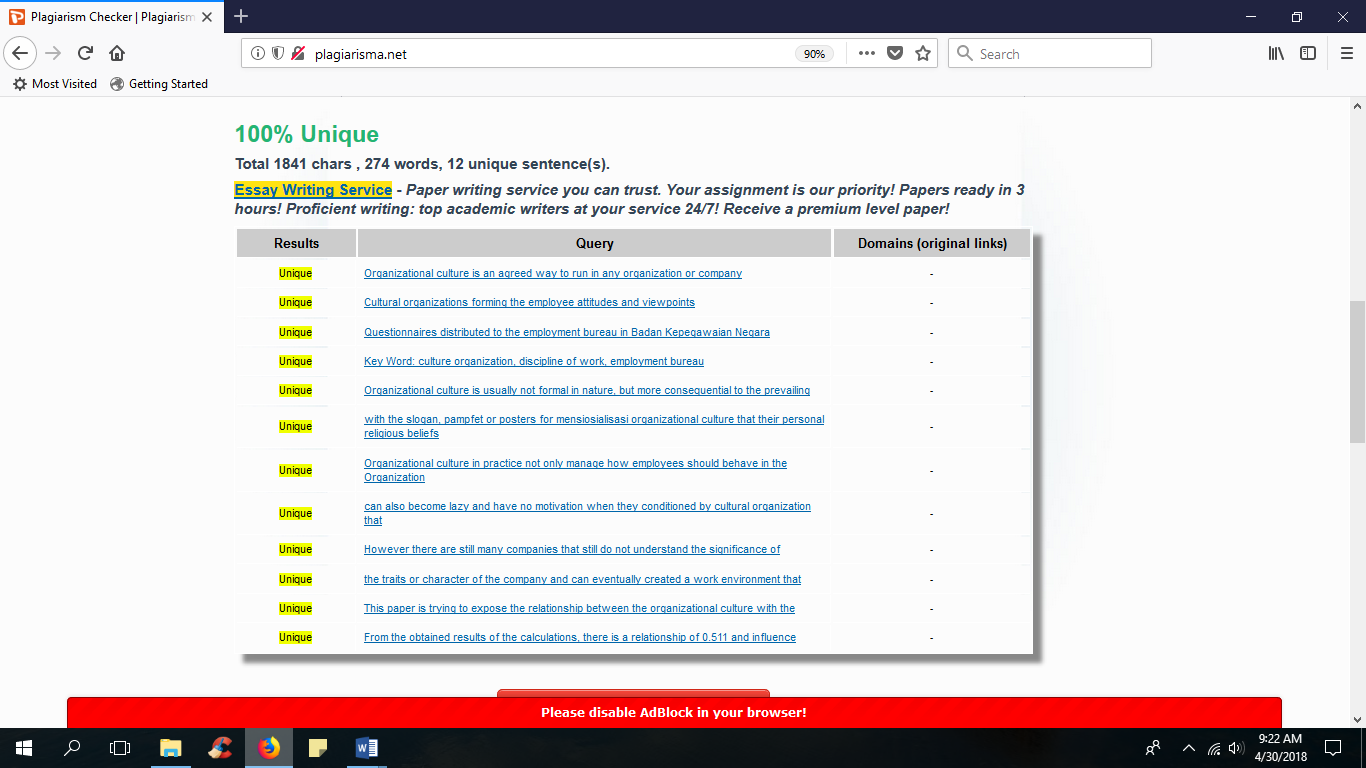 Plagiarism Checker | Plagiarism
plagiarisma.net
90%
Search
Most Visited
Getting Started
100% Unique
Total 1841 chars , 274 words, 12 unique sentence(s).
Essay Writing Service - Paper writing service you can trust. Your assignment is our priority! Papers ready in 3
hours! Proficient writing: top academic writers at your service 24/7! Receive a premium level paper!
Results Query Domains (original links)
Unique Organizational culture is an agreed way to run in any organization or company -
Unique Cultural organizations forming the employee attitudes and viewpoints -
Unique Questionnaires distributed to the employment bureau in Badan Kepegawaian Negara -
Unique Key Word: culture organization, discipline of work, employment bureau -
Unique Organizational culture is usually not formal in nature, but more consequential to the prevailing -
Unique with the slogan, pampfet or posters for mensiosialisasi organizational culture that their personal
religious beliefs -
Unique Organizational culture in practice not only manage how employees should behave in the
Organization -
Unique can also become lazy and have no motivation when they conditioned by cultural organization
that -
Unique However there are still many companies that still do not understand the significance of -
Unique the traits or character of the company and can eventually created a work environment that -
Unique This paper is trying to expose the relationship between the organizational culture with the -
Unique From the obtained results of the calculations, there is a relationship of 0.511 and influence -
Please disable AdBlock in your browser!
9:22 AM
4/30/2018